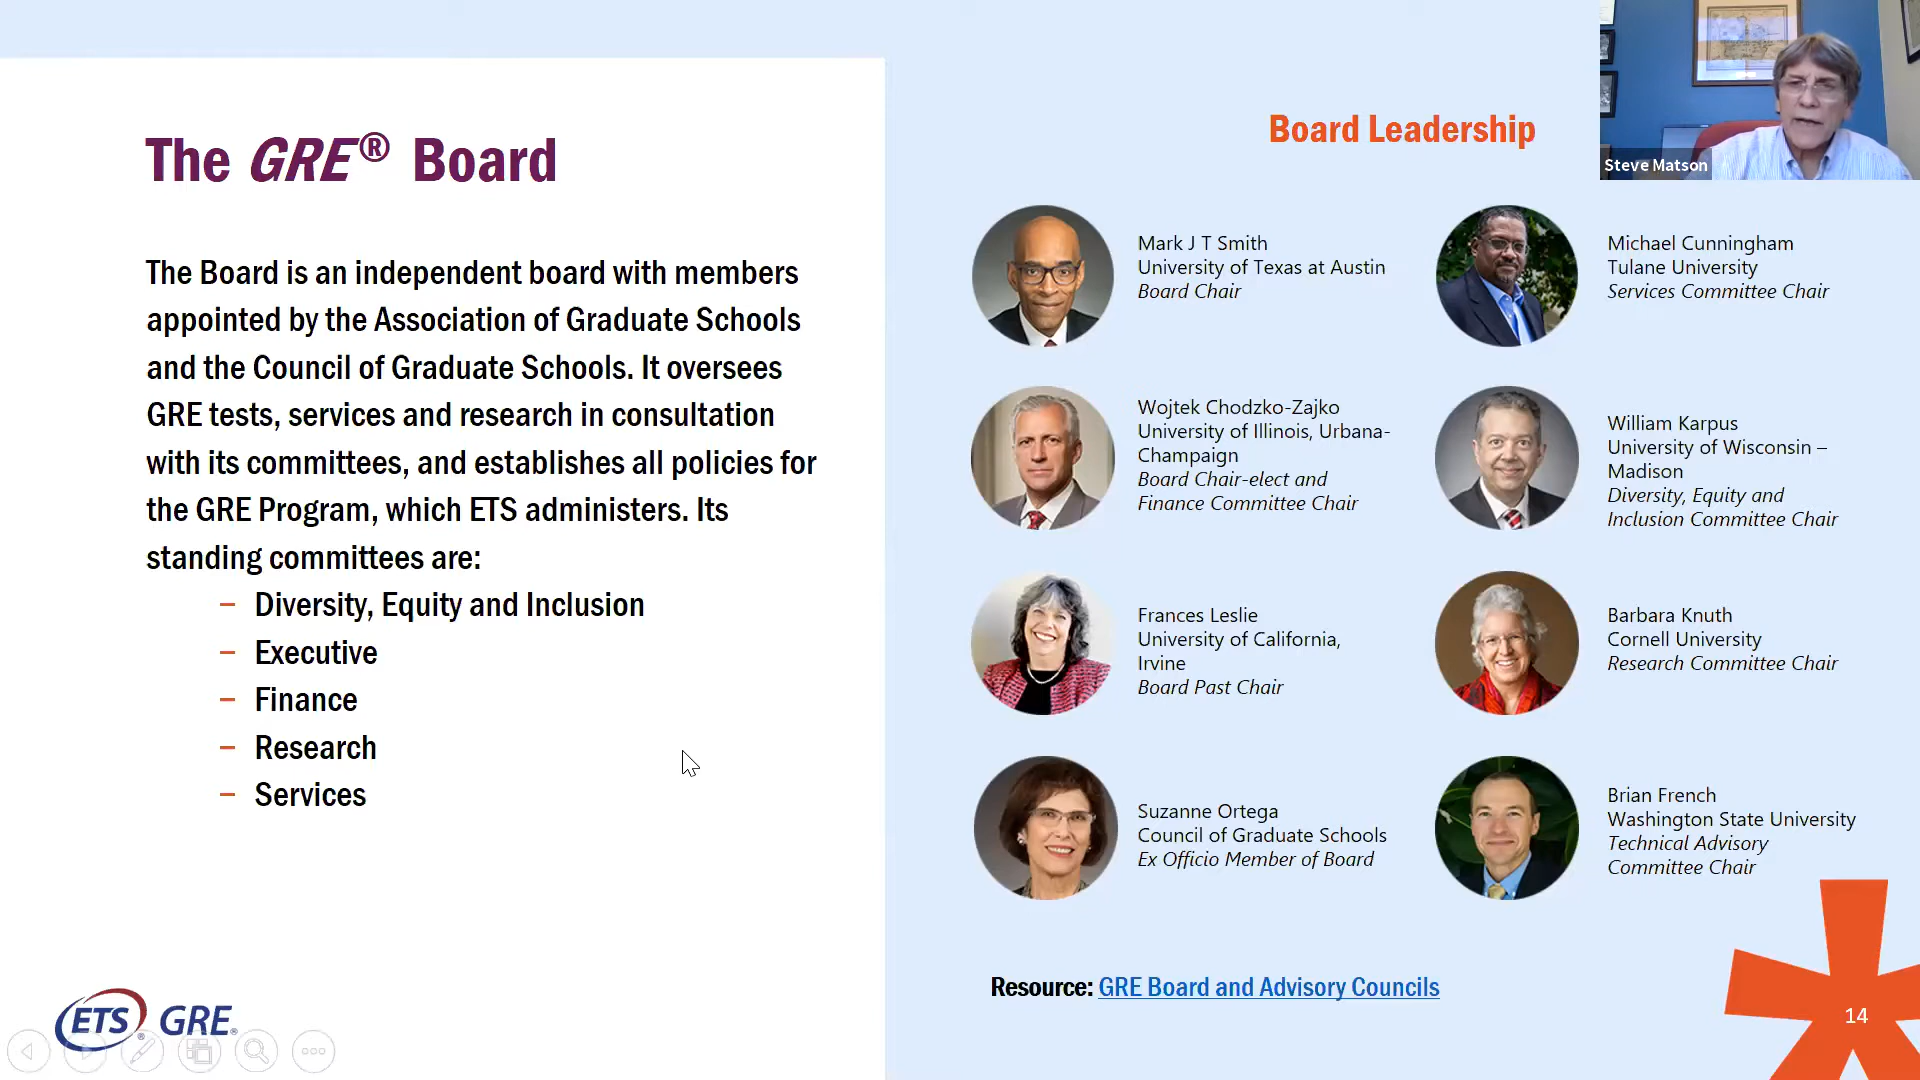 The GRE® Board
The Board is an independent board with members
appointed by the Association of Graduate Schools
and the Council of Graduate Schools. It oversees
GRE tests, services and research in consultation
with its committees, and establishes all policies for
the GRE Program, which ETS administers. Its
standing committees are:
– Diversity, Equity and Inclusion
– Executive
– Finance
– Research
– Services
ETS® GRE®
Board Leadership
Steve Matson
Mark J T Smith
University of Texas at Austin
Board Chair
Michael Cunningham
Tulane University
Services Committee Chair
Wojtek Chodzko-Zajko
University of Illinois, Urbana-
Champaign
Board Chair-elect and
Finance Committee Chair
William Karpus
University of Wisconsin –
Madison
Diversity, Equity and
Inclusion Committee Chair
Frances Leslie
University of California,
Irvine
Board Past Chair
Barbara Knuth
Cornell University
Research Committee Chair
Suzanne Ortega
Council of Graduate Schools
Ex Officio Member of Board
Brian French
Washington State University
Technical Advisory
Committee Chair
Resource: GRE Board and Advisory Councils
14